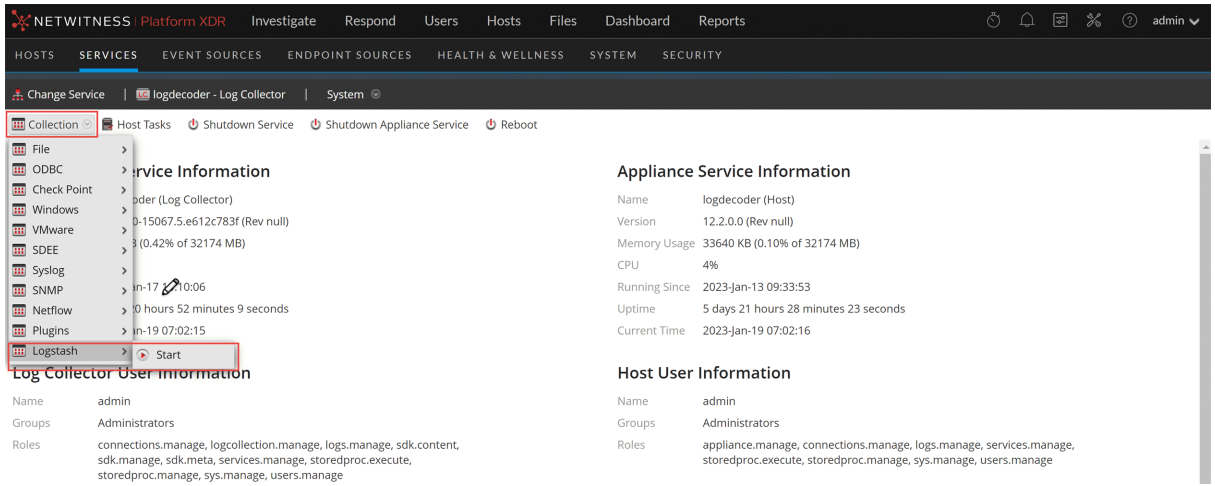 NETWITNESS | Platform XDR Investigate Respond Users Hosts Files Dashboard Reports admin
HOSTS SERVICES EVENT SOURCES ENDPOINT SOURCES HEALTH & WELLNESS SYSTEM SECURITY
Change Service | LC logdecoder - Log Collector | System
Collection Host Tasks Shutdown Service Shutdown Appliance Service Reboot
File
ODBC
Check Point
Windows
VMware
SDEE
Syslog
SNMP
Netflow
Plugins
Logstash
Start
rvice Information
oder (Log Collector)
0-15067.5.e612c783f (Rev null)
(0.42% of 32174 MB)
an-17 10:06
20 hours 52 minutes 9 seconds
an-19 07:02:15
Log Collector User Information
Name admin
Groups Administrators
Roles connections.manage, logcollection.manage, logs.manage, sdk.content,
sdk.manage, sdk.meta, services.manage, storedproc.execute,
storedproc.manage, sys.manage, users.manage
Appliance Service Information
Name logdecoder (Host)
Version 12.2.0.0 (Rev null)
Memory Usage 33640 KB (0.10% of 32174 MB)
CPU 4%
Running Since 2023-Jan-13 09:33:53
Uptime 5 days 21 hours 28 minutes 23 seconds
Current Time 2023-Jan-19 07:02:16
Host User Information
Name admin
Groups Administrators
Roles appliance.manage, connections.manage, logs.manage, services.manage,
storedproc.execute, storedproc.manage, sys.manage, users.manage